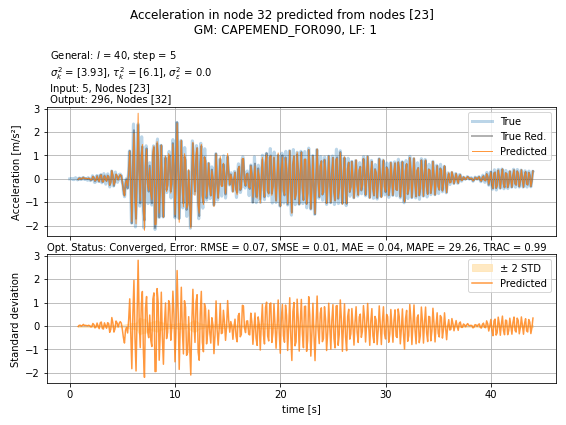 Acceleration in node 32 predicted from nodes [23]
GM: CAPEMEND_FOR090, LF: 1
General: l = 40, step = 5
σ²ₖ = [3.93], τ²ₖ = [6.1], σ²ε = 0.0
Input: 5, Nodes [23]
Output: 296, Nodes [32]
Acceleration [m/s²]
3
2
1
0
−1
−2
True
True Red.
Predicted
Opt. Status: Converged, Error: RMSE = 0.07, SMSE = 0.01, MAE = 0.04, MAPE = 29.26, TRAC = 0.99
Standard deviation
3
2
1
0
−1
−2
± 2 STD
Predicted
0 10 20 30 40
time [s]